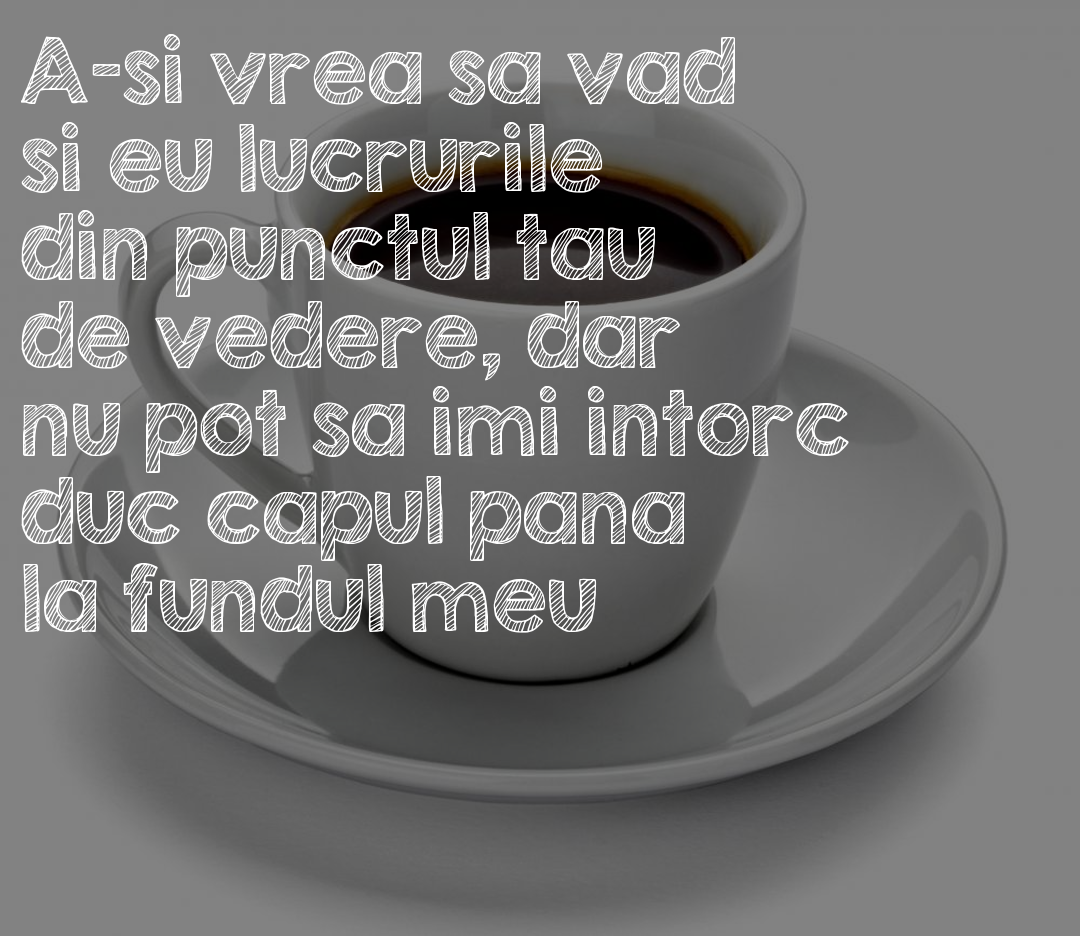 A-si vrea sa vad
si eu lucrurile
din punctul tau
de vedere, dar
nu pot sa imi intorc
duc capul pana
la fundul meu